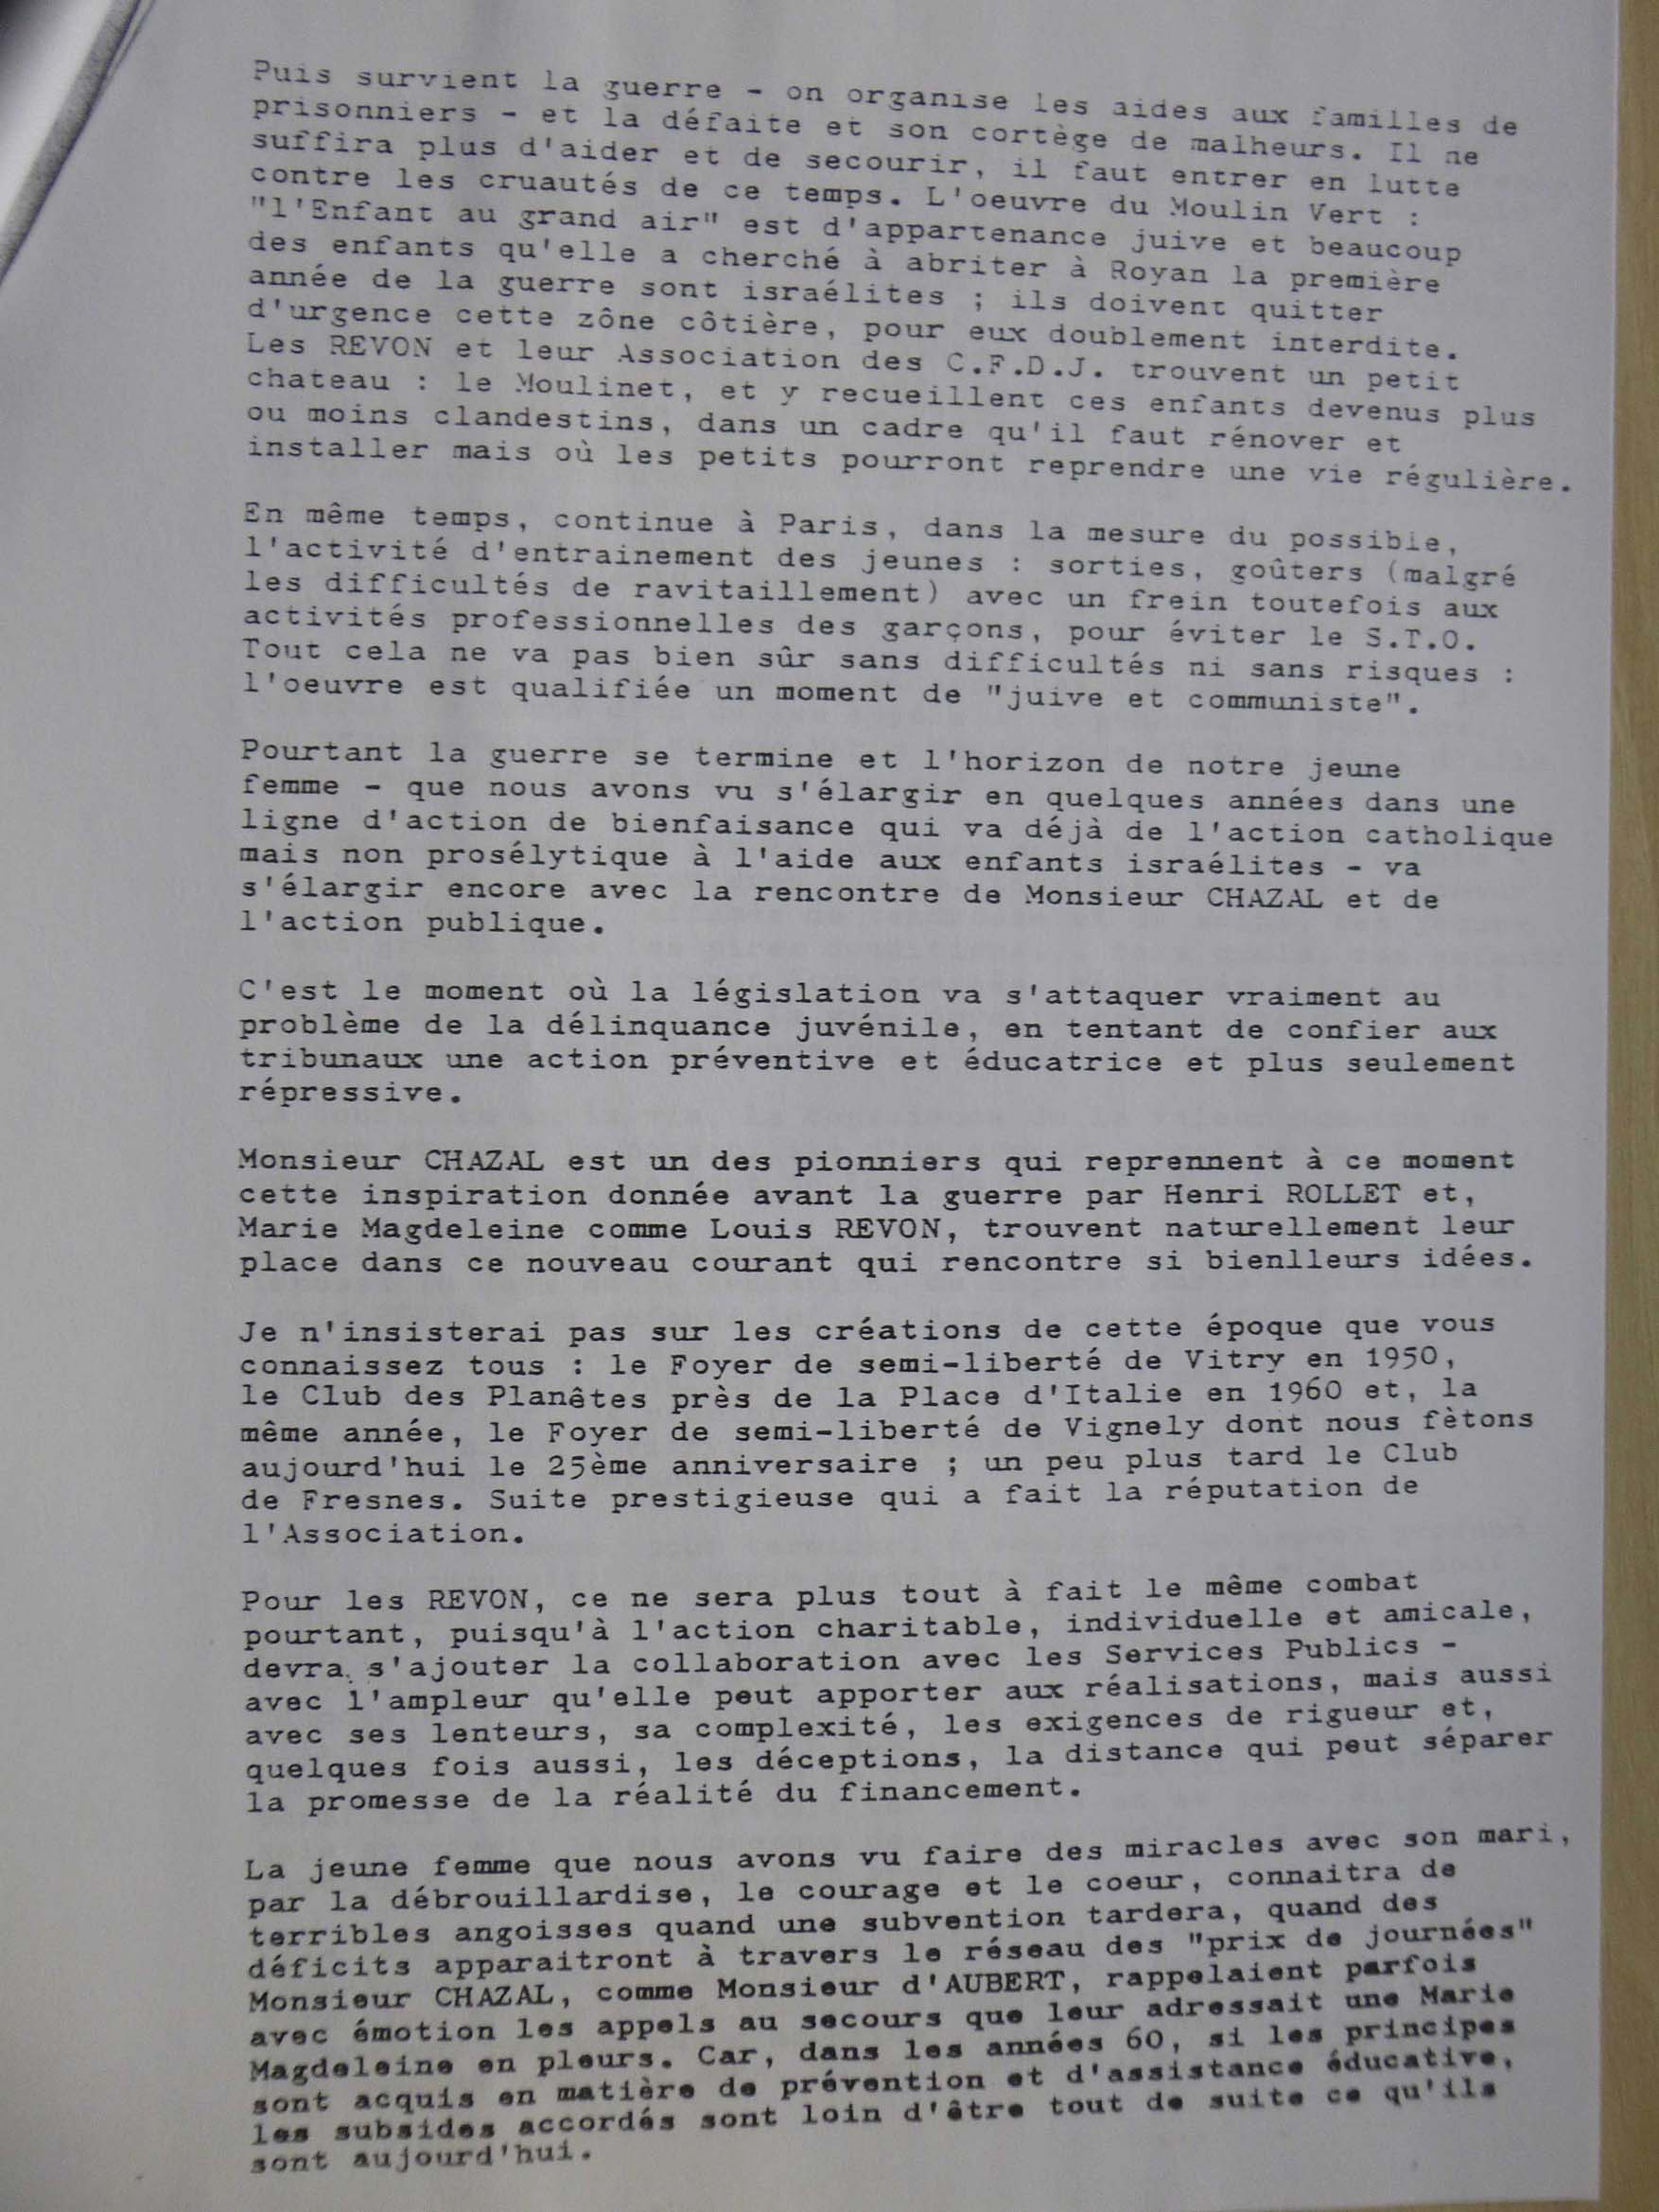 Puis survient la guerre - on organise les aides aux familles de
prisonniers - et la défaite et son cortège de malheurs. Il ne
suffira plus d'aider et de secourir, il faut entrer en lutte
contre les cruautés de ce temps. L'oeuvre du Moulin Vert :
"l'Enfant au grand air" est d'appartenance juive et beaucoup
des enfants qu'elle a cherché à abriter à Royan la première
année de la guerre sont israélites ; ils doivent quitter
d'urgence cette zône côtière, pour eux doublement interdite.
Les REVON et leur Association des C.F.D.J. trouvent un petit
chateau : le Moulinet, et y recueillent ces enfants devenus plus
ou moins clandestins, dans un cadre qu'il faut rénover et
installer mais où les petits pourront reprendre une vie régulière.
En même temps, continue à Paris, dans la mesure du possible,
l'activité d'entrainement des jeunes : sorties, goûters (malgré
les difficultés de ravitaillement) avec un frein toutefois aux
activités professionnelles des garçons, pour éviter le S.T.O.
Tout cela ne va pas bien sûr sans difficultés ni sans risques :
l'oeuvre est qualifiée un moment de "juive et communiste".
Pourtant la guerre se termine et l'horizon de notre jeune
femme - que nous avons vu s'élargir en quelques années dans une
ligne d'action de bienfaisance qui va déjà de l'action catholique
mais non prosélytique à l'aide aux enfants israélites - va
s'élargir encore avec la rencontre de Monsieur CHAZAL et de
l'action publique.
C'est le moment où la législation va s'attaquer vraiment au
problème de la délinquance juvénile, en tentant de confier aux
tribunaux une action préventive et éducatrice et plus seulement
répressive.
Monsieur CHAZAL est un des pionniers qui reprennent à ce moment
cette inspiration donnée avant la guerre par Henri ROLLET et,
Marie Magdeleine comme Louis REVON, trouvent naturellement leur
place dans ce nouveau courant qui rencontre si bienlleurs idées.
Je n'insisterai pas sur les créations de cette époque que vous
connaissez tous : le Foyer de semi-liberté de Vitry en 1950,
le Club des Planêtes près de la Place d'Italie en 1960 et, la
même année, le Foyer de semi-liberté de Vignely dont nous fètons
aujourd'hui le 25ème anniversaire ; un peu plus tard le Club
de Fresnes. Suite prestigieuse qui a fait la réputation de
l'Association.
Pour les REVON, ce ne sera plus tout à fait le même combat
pourtant, puisqu'à l'action charitable, individuelle et amicale,
devra s'ajouter la collaboration avec les Services Publics -
avec l'ampleur qu'elle peut apporter aux réalisations, mais aussi
avec ses lenteurs, sa complexité, les exigences de rigueur et,
quelques fois aussi, les déceptions, la distance qui peut séparer
la promesse de la réalité du financement.
La jeune femme que nous avons vu faire des miracles avec son mari,
par la débrouillardise, le courage et le coeur, connaitra de
terribles angoisses quand une subvention tardera, quand des
déficits apparaitront à travers le réseau des "prix de journées"
Monsieur CHAZAL, comme Monsieur d'AUBERT, rappelaient parfois
avec émotion les appels au secours que leur adressait une Marie
Magdeleine en pleurs. Car, dans les années 60, si les principes
sont acquis en matière de prévention et d'assistance éducative,
les subsides accordés sont loin d'être tout de suite ce qu'ils
sont aujourd'hui.